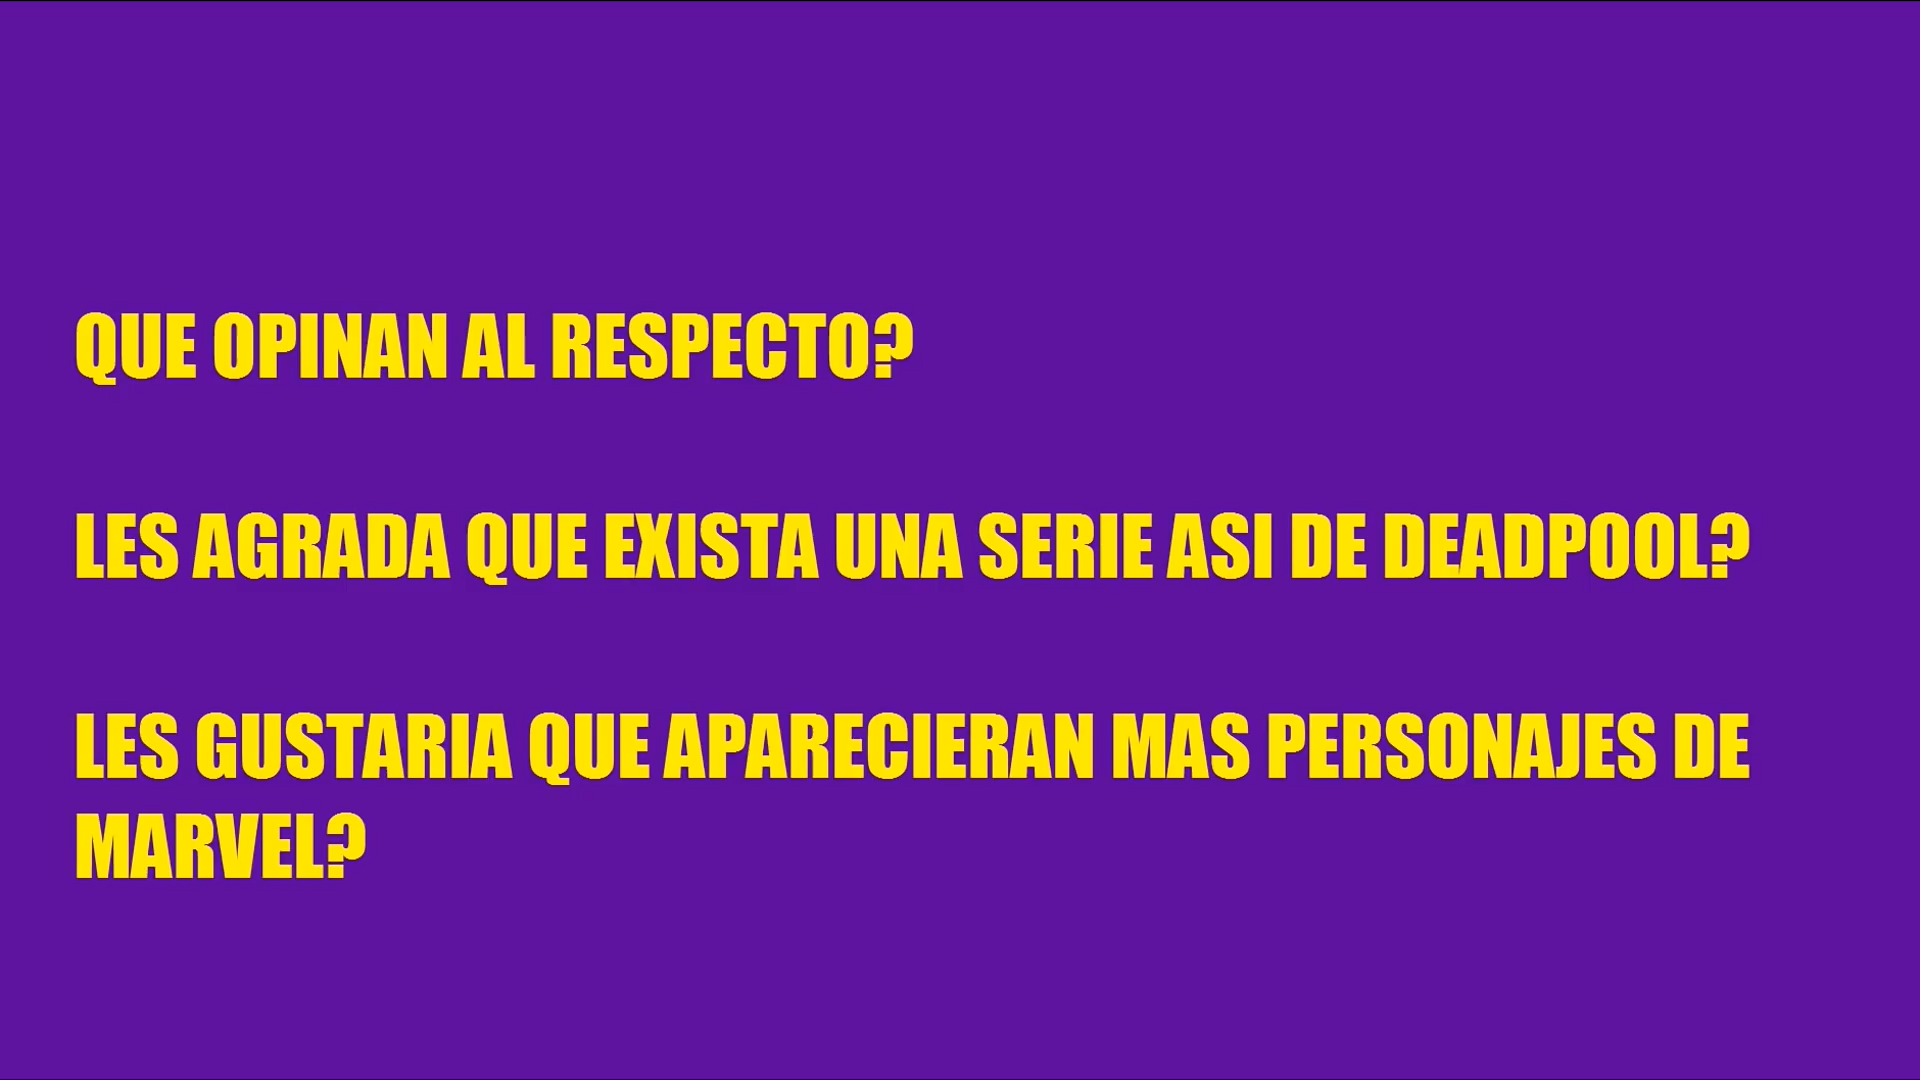 QUE OPINAN AL RESPECTO?
LES AGRADA QUE EXISTA UNA SERIE ASI DE DEADPOOL?
LES GUSTARIA QUE APARECIERAN MAS PERSONAJES DE
MARVEL?